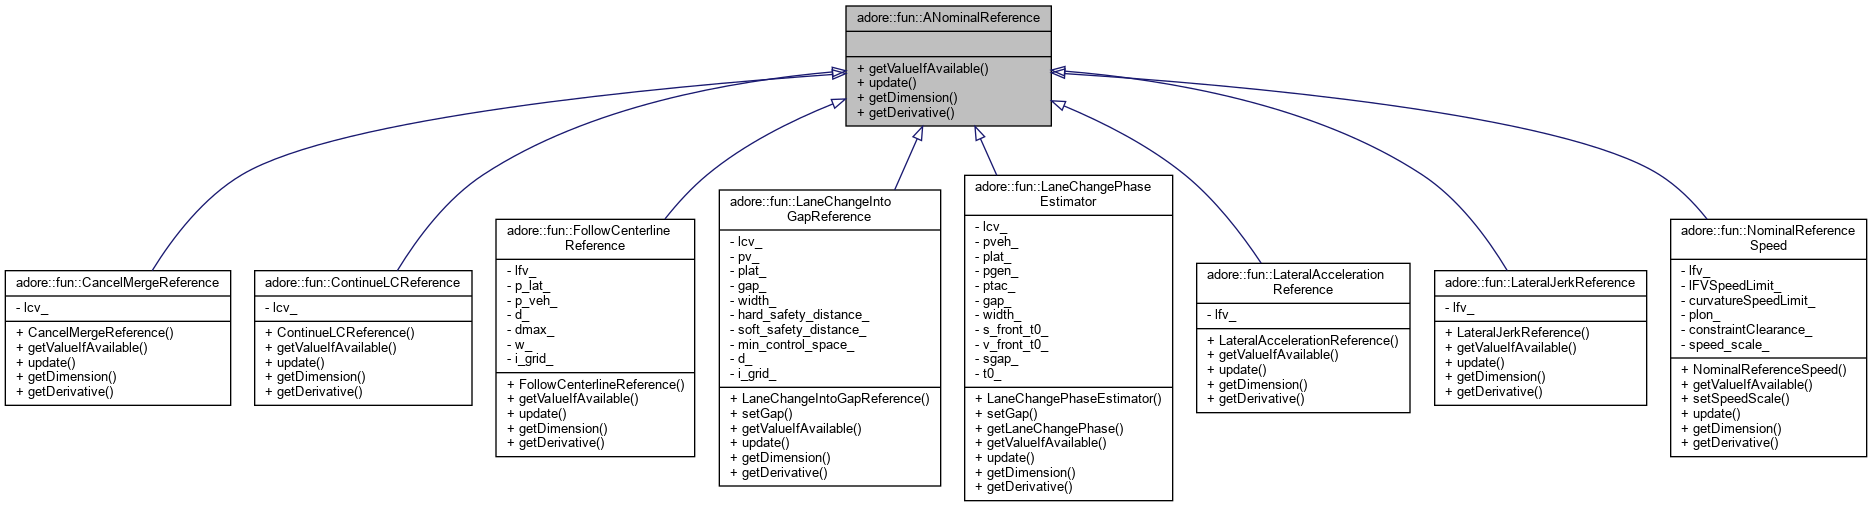 adore::fun::ANominalReference
+ getValueIfAvailable()
+ update()
+ getDimension()
+ getDerivative()
adore::fun::CancelMergeReference
- lcv_
+ CancelMergeReference()
+ getValueIfAvailable()
+ update()
+ getDimension()
+ getDerivative()
adore::fun::ContinueLCReference
- lcv_
+ ContinueLCReference()
+ getValueIfAvailable()
+ update()
+ getDimension()
+ getDerivative()
adore::fun::FollowCenterline
Reference
- lfv_
- p_lat_
- p_veh_
- d_
- dmax_
- w_
- i_grid_
+ FollowCenterlineReference()
+ getValueIfAvailable()
+ update()
+ getDimension()
+ getDerivative()
adore::fun::LaneChangeInto
GapReference
- lcv_
- pv_
- plat_
- gap_
- width_
- hard_safety_distance_
- soft_safety_distance_
- min_control_space_
- d_
- i_grid_
+ LaneChangeIntoGapReference()
+ setGap()
+ getValueIfAvailable()
+ update()
+ getDimension()
+ getDerivative()
adore::fun::LaneChangePhase
Estimator
- lcv_
- pveh_
- plat_
- pgen_
- ptac_
- gap_
- width_
- s_front_t0_
- v_front_t0_
- sgap_
- t0_
+ LaneChangePhaseEstimator()
+ setGap()
+ getLaneChangePhase()
+ getValueIfAvailable()
+ update()
+ getDimension()
+ getDerivative()
adore::fun::LateralAcceleration
Reference
- lfv_
+ LateralAccelerationReference()
+ getValueIfAvailable()
+ update()
+ getDimension()
+ getDerivative()
adore::fun::LateralJerkReference
- lfv_
+ LateralJerkReference()
+ getValueIfAvailable()
+ update()
+ getDimension()
+ getDerivative()
adore::fun::NominalReference
Speed
- lfv_
- lFVSpeedLimit_
- curvatureSpeedLimit_
- plon_
- constraintClearance_
- speed_scale_
+ NominalReferenceSpeed()
+ getValueIfAvailable()
+ setSpeedScale()
+ update()
+ getDimension()
+ getDerivative()